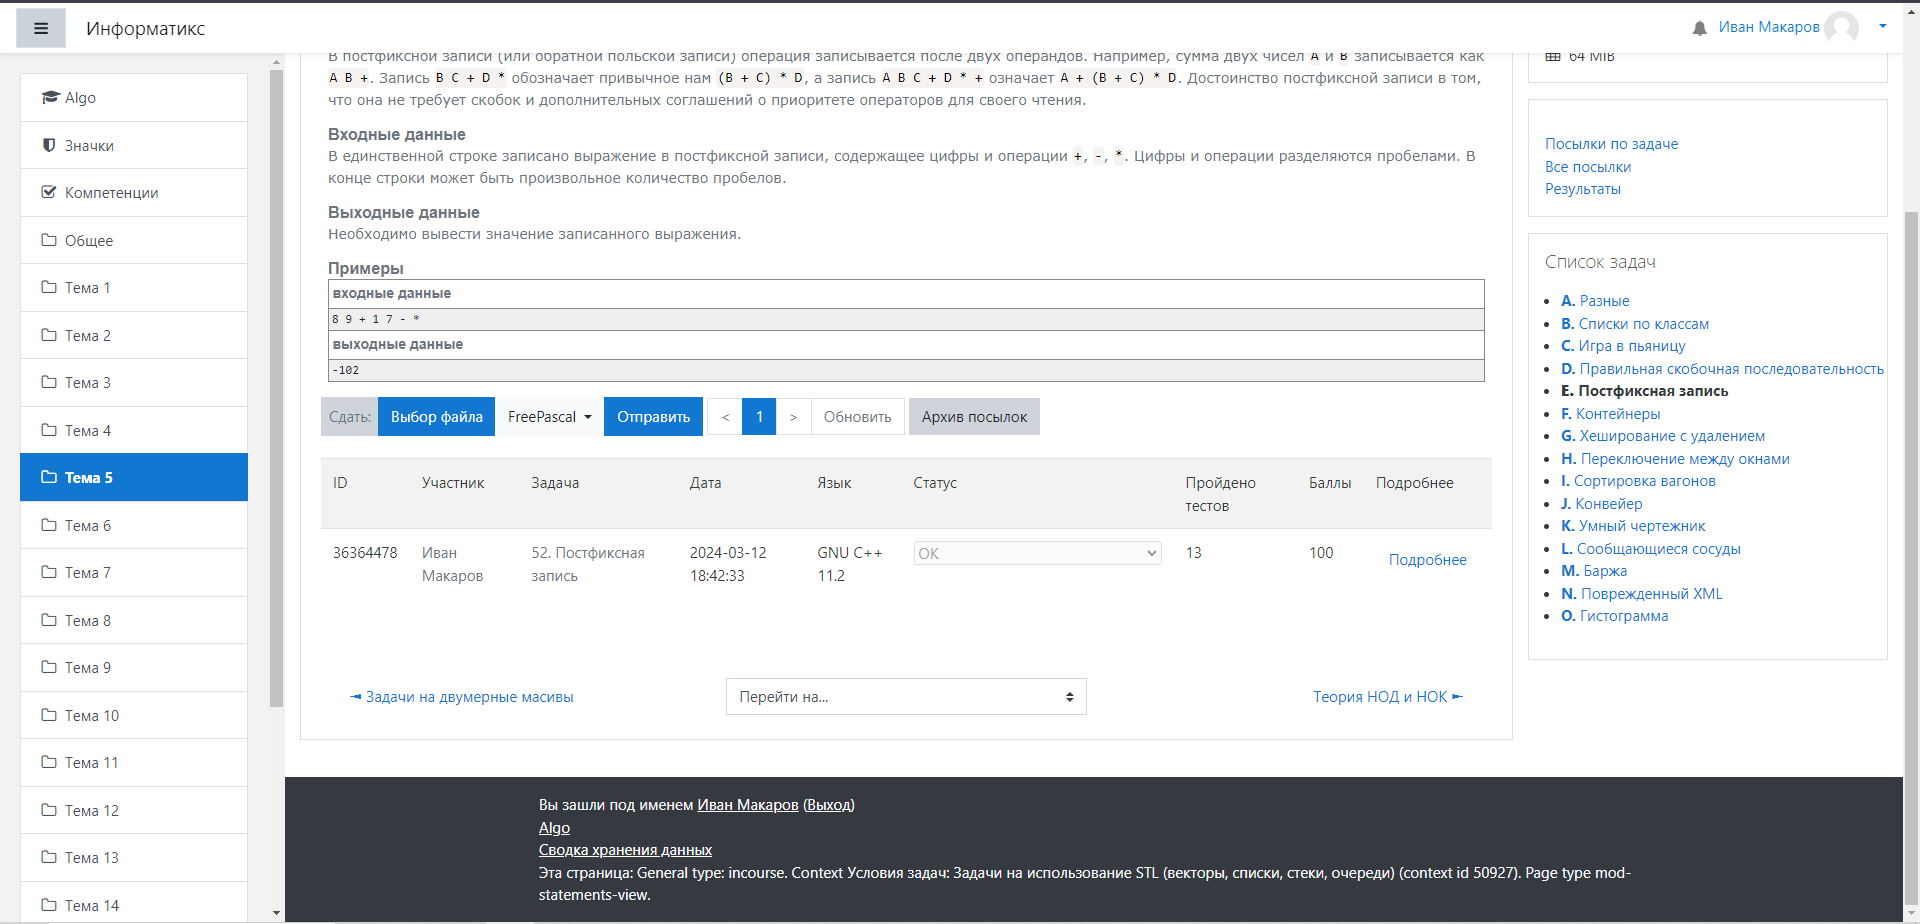 Информатикс
Иван Макаров
Algo
Значки
Компетенции
Общее
Тема 1
Тема 2
Тема 3
Тема 4
Тема 5
Тема 6
Тема 7
Тема 8
Тема 9
Тема 10
Тема 11
Тема 12
Тема 13
Тема 14
В постфиксной записи (или обратной польской записи) операция записывается после двух операндов. Например, сумма двух чисел A и B записывается как
A B +. Запись B C + D * обозначает привычное нам (B + C) * D, а запись A B C + D * + означает A + (B + C) * D. Достоинство постфиксной записи в том,
что она не требует скобок и дополнительных соглашений о приоритете операторов для своего чтения.
Входные данные
В единственной строке записано выражение в постфиксной записи, содержащее цифры и операции +, -, *. Цифры и операции разделяются пробелами. В
конце строки может быть произвольное количество пробелов.
Выходные данные
Необходимо вывести значение записанного выражения.
Примеры
входные данные
8 9 + 1 7 - *
выходные данные
-102
Сдать: Выбор файла FreePascal Отправить < 1 > Обновить Архив посылок
ID Участник Задача Дата Язык Статус Пройдено тестов Баллы Подробнее
36364478 Иван Макаров 52. Постфиксная запись 2024-03-12 18:42:33 GNU C++ 11.2 OK 13 100 Подробнее
◄ Задачи на двумерные масивы
Перейти на...
Теория НОД и НОК ►
64 MiB
Посылки по задаче
Все посылки
Результаты
Список задач
A. Разные
B. Списки по классам
C. Игра в пьяницу
D. Правильная скобочная последовательность
E. Постфиксная запись
F. Контейнеры
G. Хеширование с удалением
H. Переключение между окнами
I. Сортировка вагонов
J. Конвейер
K. Умный чертежник
L. Сообщающиеся сосуды
M. Баржа
N. Поврежденный XML
O. Гистограмма
Вы зашли под именем Иван Макаров (Выход)
Algo
Сводка хранения данных
Эта страница: General type: incourse. Context Условия задач: Задачи на использование STL (векторы, списки, стеки, очереди) (context id 50927). Page type mod-
statements-view.